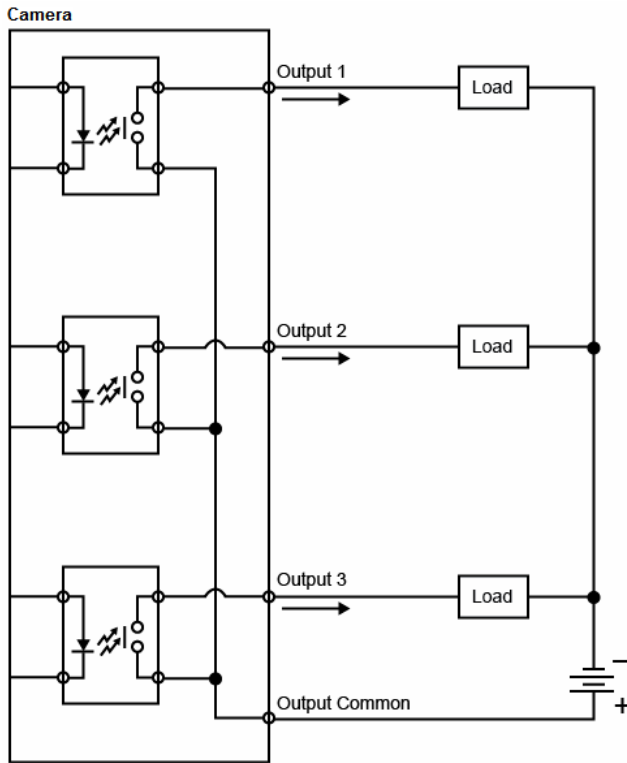 Camera
Output 1
Load
Output 2
Load
Output 3
Load
−
Output Common
+